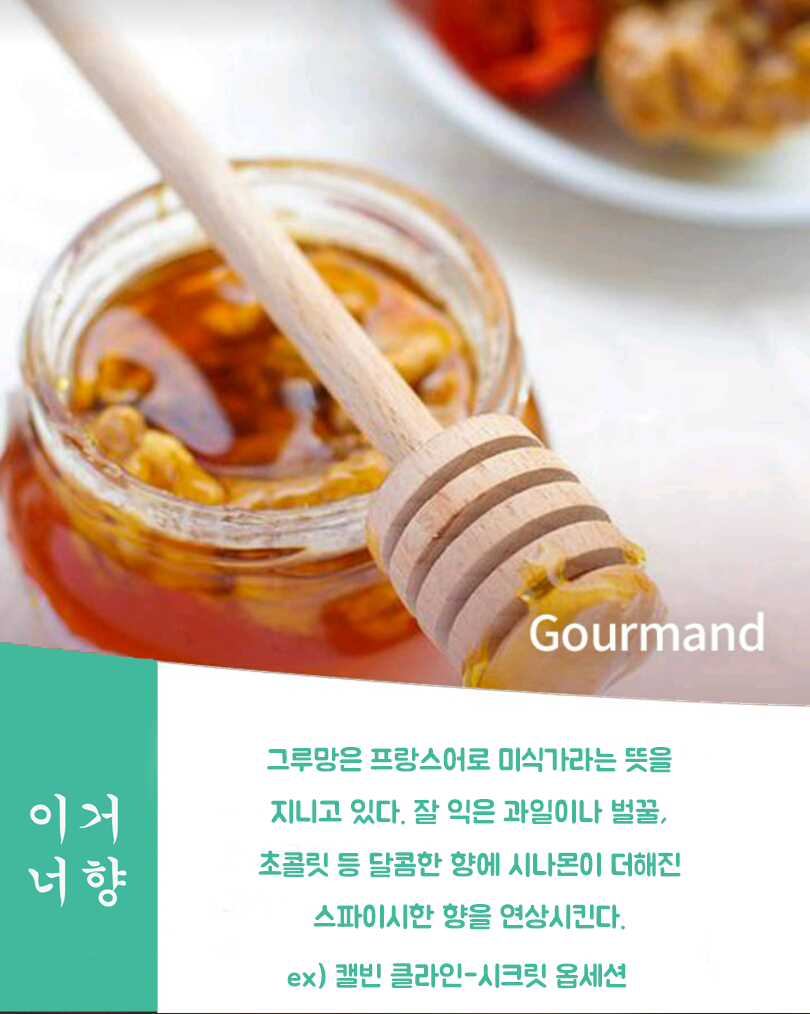 Gourmand
이거
너향
그루망은 프랑스어로 미식가라는 뜻을
지니고 있다. 잘 익은 과일이나 벌꿀,
초콜릿 등 달콤한 향에 시나몬이 더해진
스파이시한 향을 연상시킨다.
ex) 캘빈 클라인-시크릿 옵세션